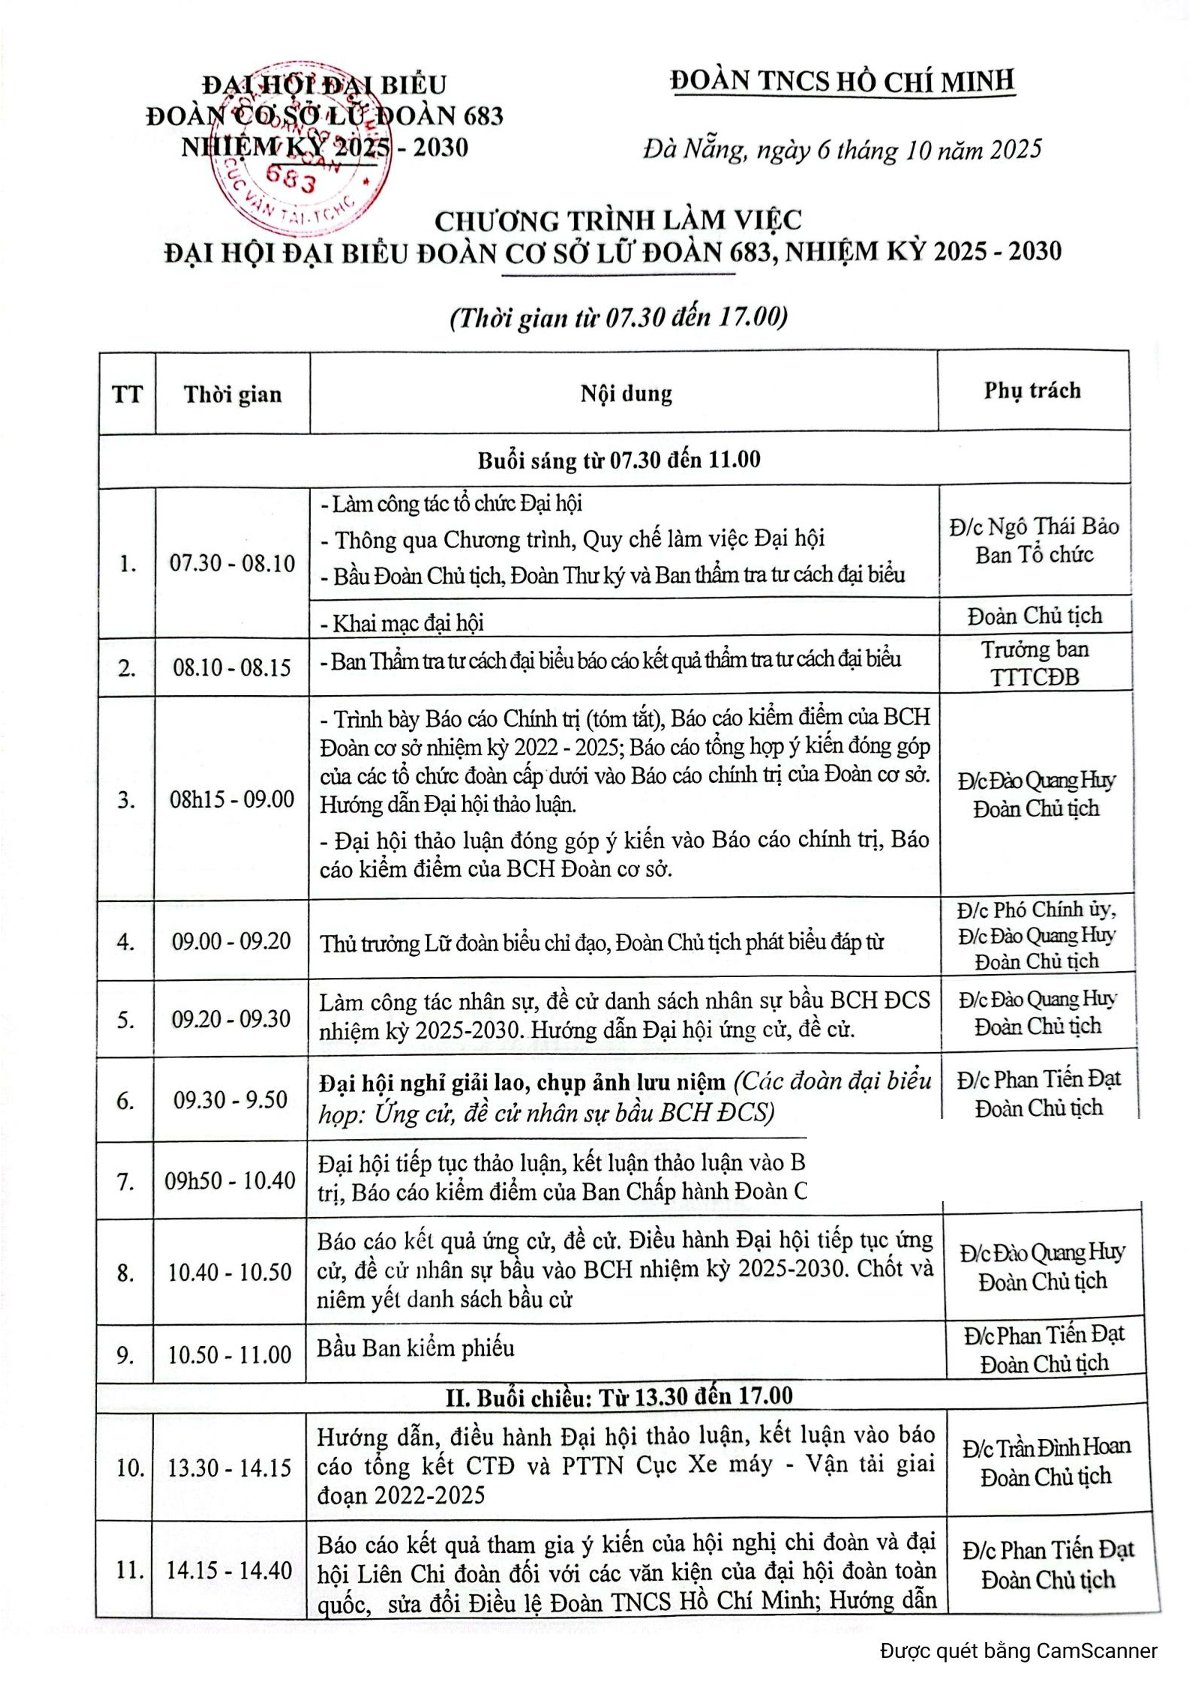 ĐẠI HỘI ĐẠI BIỂU
ĐOÀN CƠ SỞ LỮ ĐOÀN 683
NHIỆM KỲ 2025 - 2030
ĐOÀN TNCS HỒ CHÍ MINH
Đà Nẵng, ngày 6 tháng 10 năm 2025
683
CỤC VẬN TẢI-TCHC
CHƯƠNG TRÌNH LÀM VIỆC
ĐẠI HỘI ĐẠI BIỂU ĐOÀN CƠ SỞ LỮ ĐOÀN 683, NHIỆM KỲ 2025 - 2030
(Thời gian từ 07.30 đến 17.00)
TT Thời gian Nội dung Phụ trách
Buổi sáng từ 07.30 đến 11.00
1. 07.30 - 08.10
- Làm công tác tổ chức Đại hội
- Thông qua Chương trình, Quy chế làm việc Đại hội
- Bầu Đoàn Chủ tịch, Đoàn Thư ký và Ban thẩm tra tư cách đại biểu
Đ/c Ngô Thái Bảo
Ban Tổ chức
- Khai mạc đại hội
Đoàn Chủ tịch
2. 08.10 - 08.15
- Ban Thẩm tra tư cách đại biểu báo cáo kết quả thẩm tra tư cách đại biểu
Trưởng ban
TTTCĐB
3. 08h15 - 09.00
- Trình bày Báo cáo Chính trị (tóm tắt), Báo cáo kiểm điểm của BCH
Đoàn cơ sở nhiệm kỳ 2022 - 2025; Báo cáo tổng hợp ý kiến đóng góp
của các tổ chức đoàn cấp dưới vào Báo cáo chính trị của Đoàn cơ sở.
Hướng dẫn Đại hội thảo luận.
- Đại hội thảo luận đóng góp ý kiến vào Báo cáo chính trị, Báo
cáo kiểm điểm của BCH Đoàn cơ sở.
Đ/c Đào Quang Huy
Đoàn Chủ tịch
4. 09.00 - 09.20
Thủ trưởng Lữ đoàn biểu chỉ đạo, Đoàn Chủ tịch phát biểu đáp từ
Đ/c Phó Chính ủy,
Đ/c Đào Quang Huy
Đoàn Chủ tịch
5. 09.20 - 09.30
Làm công tác nhân sự, đề cử danh sách nhân sự bầu BCH ĐCS
nhiệm kỳ 2025-2030. Hướng dẫn Đại hội ứng cử, đề cử.
Đ/c Đào Quang Huy
Đoàn Chủ tịch
6. 09.30 - 9.50
Đại hội nghỉ giải lao, chụp ảnh lưu niệm (Các đoàn đại biểu
họp: Ứng cử, đề cử nhân sự bầu BCH ĐCS)
Đ/c Phan Tiến Đạt
Đoàn Chủ tịch
7. 09h50 - 10.40
Đại hội tiếp tục thảo luận, kết luận thảo luận vào B
trị, Báo cáo kiểm điểm của Ban Chấp hành Đoàn C
8. 10.40 - 10.50
Báo cáo kết quả ứng cử, đề cử. Điều hành Đại hội tiếp tục ứng
cử, đề cử nhân sự bầu vào BCH nhiệm kỳ 2025-2030. Chốt và
niêm yết danh sách bầu cử
Đ/c Đào Quang Huy
Đoàn Chủ tịch
9. 10.50 - 11.00
Bầu Ban kiểm phiếu
Đ/c Phan Tiến Đạt
Đoàn Chủ tịch
II. Buổi chiều: Từ 13.30 đến 17.00
10. 13.30 - 14.15
Hướng dẫn, điều hành Đại hội thảo luận, kết luận vào báo
cáo tổng kết CTĐ và PTTN Cục Xe máy - Vận tải giai
đoạn 2022-2025
Đ/c Trần Đình Hoan
Đoàn Chủ tịch
11. 14.15 - 14.40
Báo cáo kết quả tham gia ý kiến của hội nghị chi đoàn và đại
hội Liên Chi đoàn đối với các văn kiện của đại hội đoàn toàn
quốc, sửa đổi Điều lệ Đoàn TNCS Hồ Chí Minh; Hướng dẫn
Đ/c Phan Tiến Đạt
Đoàn Chủ tịch
Được quét bằng CamScanner